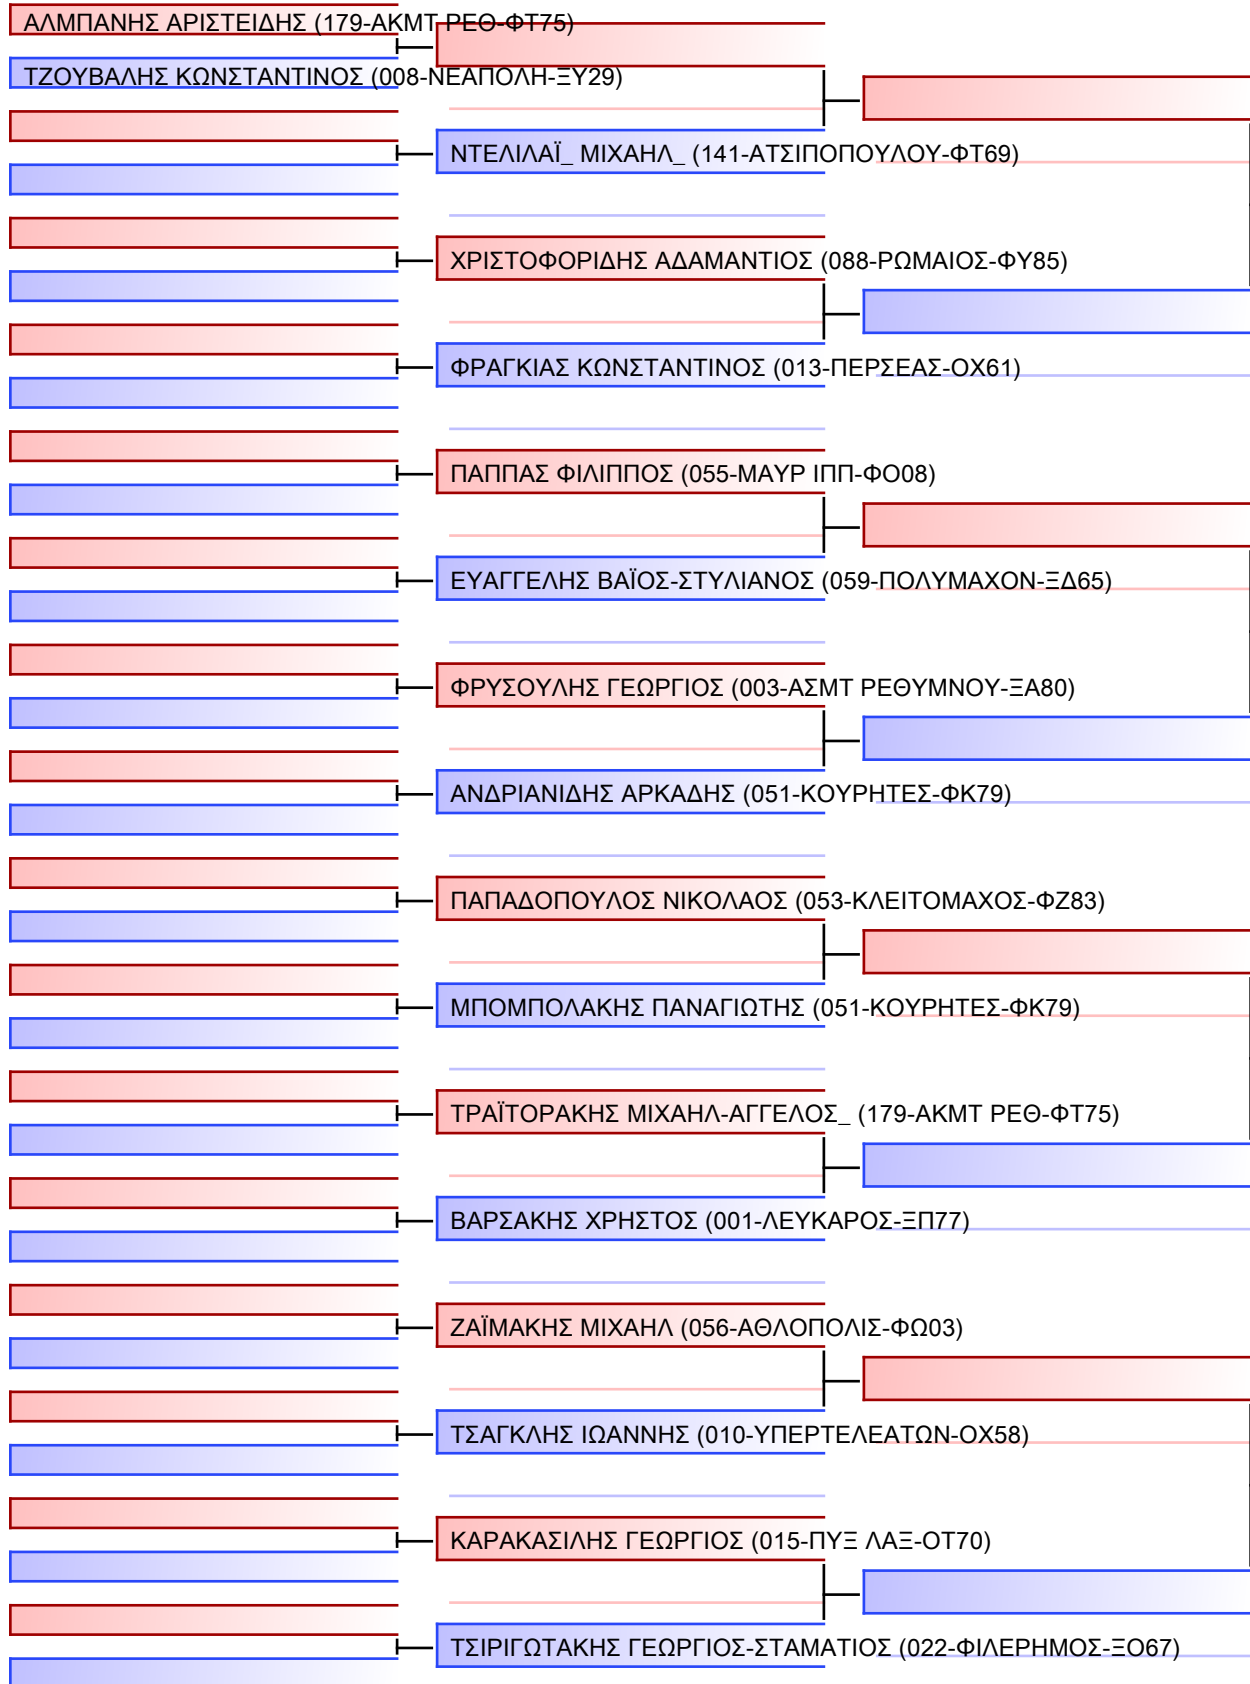 ΑΛΜΠΑΝΗΣ ΑΡΙΣΤΕΙΔΗΣ (179-ΑΚΜΤ ΡΕΘ-ΦΤ75)
ΤΖΟΥΒΑΛΗΣ ΚΩΝΣΤΑΝΤΙΝΟΣ (008-ΝΕΑΠΟΛΗ-ΞΥ29)
ΝΤΕΛΙΛΑΪ_ ΜΙΧΑΗΛ_ (141-ΑΤΣΙΠΟΠΟΥΛΟΥ-ΦΤ69)
ΧΡΙΣΤΟΦΟΡΙΔΗΣ ΑΔΑΜΑΝΤΙΟΣ (088-ΡΩΜΑΙΟΣ-ΦΥ85)
ΦΡΑΓΚΙΑΣ ΚΩΝΣΤΑΝΤΙΝΟΣ (013-ΠΕΡΣΕΑΣ-ΟΧ61)
ΠΑΠΠΑΣ ΦΙΛΙΠΠΟΣ (055-ΜΑΥΡ ΙΠΠ-ΦΟ08)
ΕΥΑΓΓΕΛΗΣ ΒΑΪΟΣ-ΣΤΥΛΙΑΝΟΣ (059-ΠΟΛΥΜΑΧΟΝ-ΞΔ65)
ΦΡΥΣΟΥΛΗΣ ΓΕΩΡΓΙΟΣ (003-ΑΣΜΤ ΡΕΘΥΜΝΟΥ-ΞΑ80)
ΑΝΔΡΙΑΝΙΔΗΣ ΑΡΚΑΔΗΣ (051-ΚΟΥΡΗΤΕΣ-ΦΚ79)
ΠΑΠΑΔΟΠΟΥΛΟΣ ΝΙΚΟΛΑΟΣ (053-ΚΛΕΙΤΟΜΑΧΟΣ-ΦΖ83)
ΜΠΟΜΠΟΛΑΚΗΣ ΠΑΝΑΓΙΩΤΗΣ (051-ΚΟΥΡΗΤΕΣ-ΦΚ79)
ΤΡΑΪΤΟΡΑΚΗΣ ΜΙΧΑΗΛ-ΑΓΓΕΛΟΣ_ (179-ΑΚΜΤ ΡΕΘ-ΦΤ75)
ΒΑΡΣΑΚΗΣ ΧΡΗΣΤΟΣ (001-ΛΕΥΚΑΡΟΣ-ΞΠ77)
ΖΑΪΜΑΚΗΣ ΜΙΧΑΗΛ (056-ΑΘΛΟΠΟΛΙΣ-ΦΩ03)
ΤΣΑΓΚΛΗΣ ΙΩΑΝΝΗΣ (010-ΥΠΕΡΤΕΛΕΑΤΩΝ-ΟΧ58)
ΚΑΡΑΚΑΣΙΛΗΣ ΓΕΩΡΓΙΟΣ (015-ΠΥΞ ΛΑΞ-ΟΤ70)
ΤΣΙΡΙΓΩΤΑΚΗΣ ΓΕΩΡΓΙΟΣ-ΣΤΑΜΑΤΙΟΣ (022-ΦΙΛΕΡΗΜΟΣ-ΞΟ67)